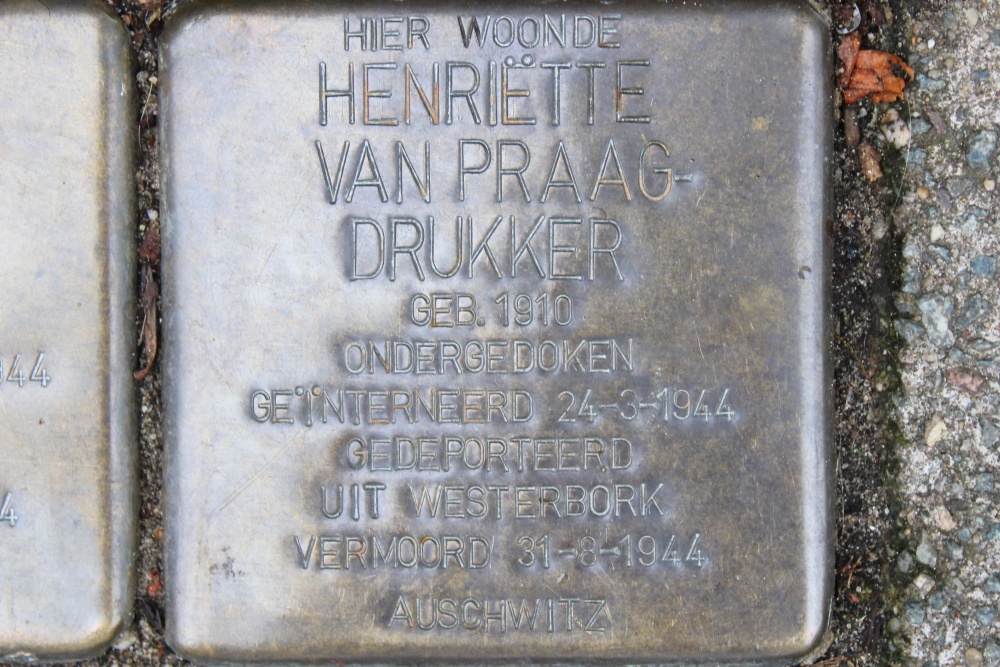 HIER WOONDE
HENRIËTTE
VAN PRAAG-
DRUKKER
GEB. 1910
ONDERGEDOKEN
GEÏNTERNEERD 24-3-1944
GEDEPORTEERD
UIT WESTERBORK
VERMOORD 31-8-1944
AUSCHWITZ